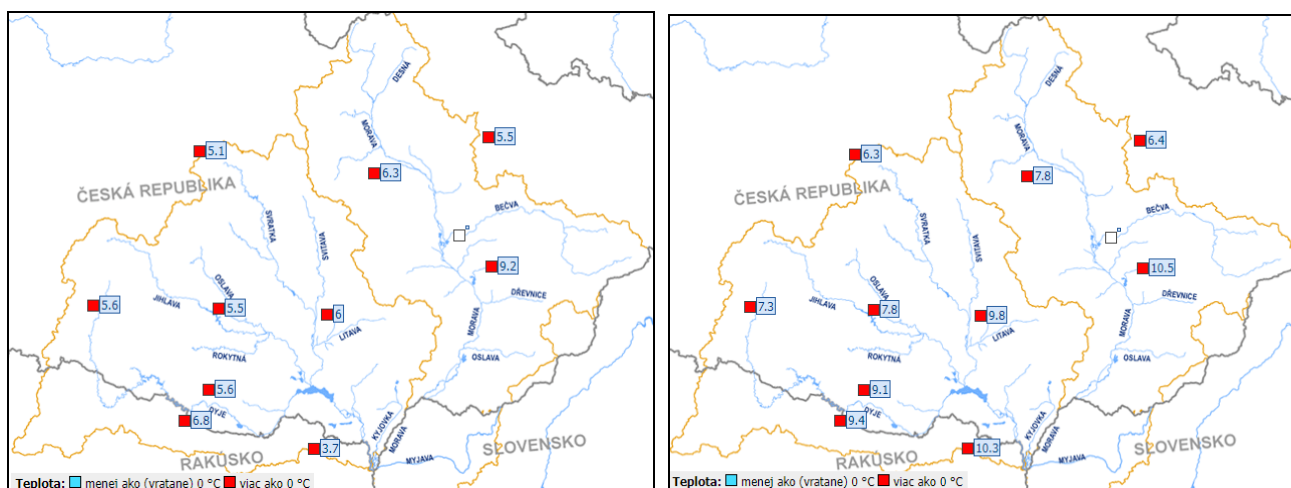 DESNÁ
MORAVA
5.5
5.1
6.3
ČESKÁ REPUBLIKA
SVRATKA
SVITAVA
BEČVA
9.2
OSLAVA
DŘEVNICE
5.6
JIHLAVA
5.5
6
LITAVA
MORAVA
ROKYTNÁ
OSLAVA
5.6
DYJE
6.8
KYJOVKA
MORAVA
3.7
SLOVENSKO
RAKÚSKO
MYJAVA
Teplota: menej ako (vratane) 0 °C viac ako 0 °C
DESNÁ
MORAVA
6.4
6.3
7.8
ČESKÁ REPUBLIKA
SVRATKA
SVITAVA
BEČVA
10.5
OSLAVA
DŘEVNICE
7.3
JIHLAVA
7.8
9.8
LITAVA
MORAVA
ROKYTNÁ
OSLAVA
9.1
DYJE
9.4
KYJOVKA
MORAVA
10.3
SLOVENSKO
RAKÚSKO
MYJAVA
Teplota: menej ako (vratane) 0 °C viac ako 0 °C